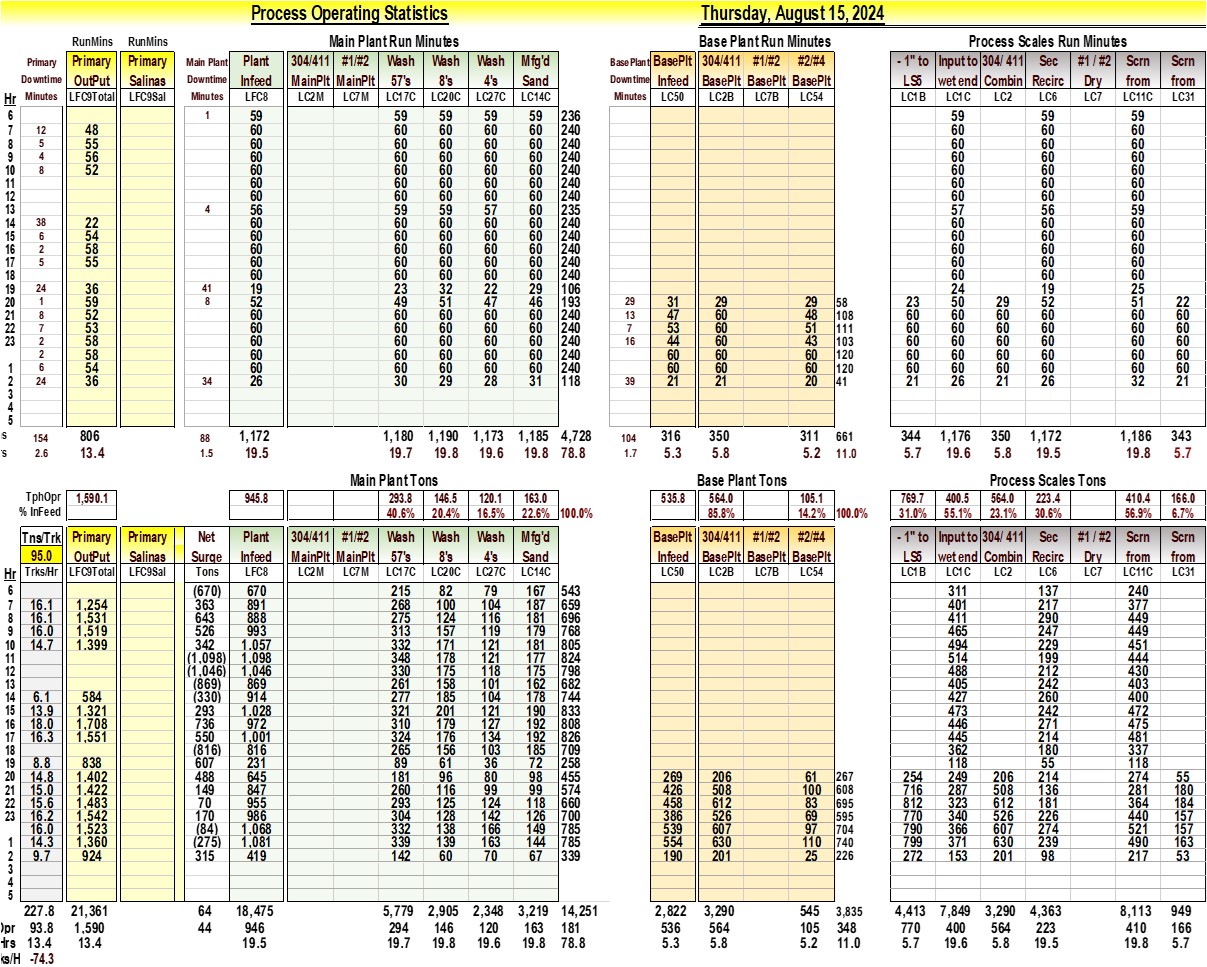 Process Operating Statistics Thursday, August 15, 2024
RunMins RunMins Main Plant Run Minutes Base Plant Run Minutes Process Scales Run Minutes
Primary Primary Primary Main Plant Plant 304/411 #1/#2 Wash Wash Wash Mfg'd BasePlant BasePlt 304/411 #1/#2 #2/#4 - 1" to Input to 304/ 411 Sec #1 / #2 Scrn Scrn
Downtime OutPut Salinas Downtime Infeed MainPlt MainPlt 57's 8's 4's Sand Downtime Infeed BasePlt BasePlt BasePlt LS5 wet end Combin Recirc Dry from from
Hr Minutes LFC9Total LFC9Sal Minutes LFC8 LC2M LC7M LC17C LC20C LC27C LC14C Minutes LC50 LC2B LC7B LC54 LC1B LC1C LC2 LC6 LC7 LC11C LC31
6 1 59 59 59 59 59 236 59 59 59
7 12 48 60 60 60 60 60 240 60 60 60
8 5 55 60 60 60 60 60 240 60 60 60
9 4 56 60 60 60 60 60 240 60 60 60
10 8 52 60 60 60 60 60 240 60 60 60
11 60 60 60 60 60 240 60 60 60
12 60 60 60 60 60 240 60 60 60
13 4 56 59 59 57 60 235 57 56 59
14 38 22 60 60 60 60 60 240 60 60 60
15 6 54 60 60 60 60 60 240 60 60 60
16 2 58 60 60 60 60 60 240 60 60 60
17 5 55 60 60 60 60 60 240 60 60 60
18 60 60 60 60 60 240 60 60 60
19 24 36 41 19 23 32 22 29 106 24 19 25
20 1 59 8 52 49 51 47 46 193 29 31 29 29 58 23 50 29 52 51 22
21 8 52 60 60 60 60 60 240 13 47 60 48 108 60 60 60 60 60 60
22 7 53 60 60 60 60 60 240 7 53 60 51 111 60 60 60 60 60 60
23 2 58 60 60 60 60 60 240 16 44 60 43 103 60 60 60 60 60 60
2 58 60 60 60 60 60 240 60 60 60 120 60 60 60 60 60 60
1 6 54 60 60 60 60 60 240 60 60 60 120 60 60 60 60 60 60
2 24 36 34 26 30 29 28 31 118 39 21 21 20 41 21 26 21 26 32 21
3
4
5
s 154 806 88 1,172 1,180 1,190 1,173 1,185 4,728 104 316 350 311 661 344 1,176 350 1,172 1,186 343
s 2.6 13.4 1.5 19.5 19.7 19.8 19.6 19.8 78.8 1.7 5.3 5.8 5.2 11.0 5.7 19.6 5.8 19.5 19.8 5.7
Main Plant Tons Base Plant Tons Process Scales Tons
TphOpr 1,590.1 945.8 293.8 146.5 120.1 163.0 535.8 564.0 105.1 769.7 400.5 564.0 223.4 410.4 166.0
% InFeed 40.6% 20.4% 16.5% 22.6% 100.0% 85.8% 14.2% 100.0% 31.0% 55.1% 23.1% 30.6% 56.9% 6.7%
Tns/Trk Primary Primary Net Plant 304/411 #1/#2 Wash Wash Wash Mfg'd BasePlt 304/411 #1/#2 #2/#4 - 1" to Input to 304/ 411 Sec #1 / #2 Scrn Scrn
95.0 OutPut Salinas Surge Infeed MainPlt MainPlt 57's 8's 4's Sand Infeed BasePlt BasePlt BasePlt LS5 wet end Combin Recirc Dry from from
Hr Trks/Hr LFC9Total LFC9Sal Tons LFC8 LC2M LC7M LC17C LC20C LC27C LC14C LC50 LC2B LC7B LC54 LC1B LC1C LC2 LC6 LC7 LC11C LC31
6 (670) 670 215 82 79 167 543 311 137 240
7 16.1 1,254 363 891 268 100 104 187 659 401 217 377
8 16.1 1,531 643 888 275 124 116 181 696 411 290 449
9 16.0 1,519 526 993 313 157 119 179 768 465 247 449
10 14.7 1,399 342 1,057 332 171 121 181 805 494 229 451
11 (1,098) 1,098 348 178 121 177 824 514 199 444
12 (1,046) 1,046 330 175 118 175 798 488 212 430
13 (869) 869 261 158 101 162 682 405 242 403
14 6.1 584 (330) 914 277 185 104 178 744 427 260 400
15 13.9 1,321 293 1,028 321 201 121 190 833 473 242 472
16 18.0 1,708 736 972 310 179 127 192 808 446 271 475
17 16.3 1,551 550 1,001 324 176 134 192 826 445 214 481
18 (816) 816 265 156 103 185 709 362 180 337
19 8.8 838 607 231 89 61 36 72 258 118 55 118
20 14.8 1,402 488 645 181 96 80 98 455 269 206 61 267 254 249 206 214 274 55
21 15.0 1,422 149 847 260 116 99 99 574 426 508 100 608 716 287 508 136 281 180
22 15.6 1,483 70 955 293 125 124 118 660 458 612 83 695 812 323 612 181 364 184
23 16.2 1,542 170 986 304 128 142 126 700 386 526 69 595 770 340 526 226 440 157
16.0 1,523 (84) 1,068 332 138 166 149 785 539 607 97 704 790 366 607 274 521 157
1 14.3 1,360 (275) 1,081 339 139 163 144 785 554 630 110 740 799 371 630 239 490 163
2 9.7 924 315 419 142 60 70 67 339 190 201 25 226 272 153 201 98 217 53
3
4
5
227.8 21,361 64 18,475 5,779 2,905 2,348 3,219 14,251 2,822 3,290 545 3,835 4,413 7,849 3,290 4,363 8,113 949
Opr 93.8 1,590 44 946 294 146 120 163 181 536 564 105 348 770 400 564 223 410 166
Hrs 13.4 13.4 19.5 19.7 19.8 19.6 19.8 78.8 5.3 5.8 5.2 11.0 5.7 19.6 5.8 19.5 19.8 5.7
ks/H -74.3